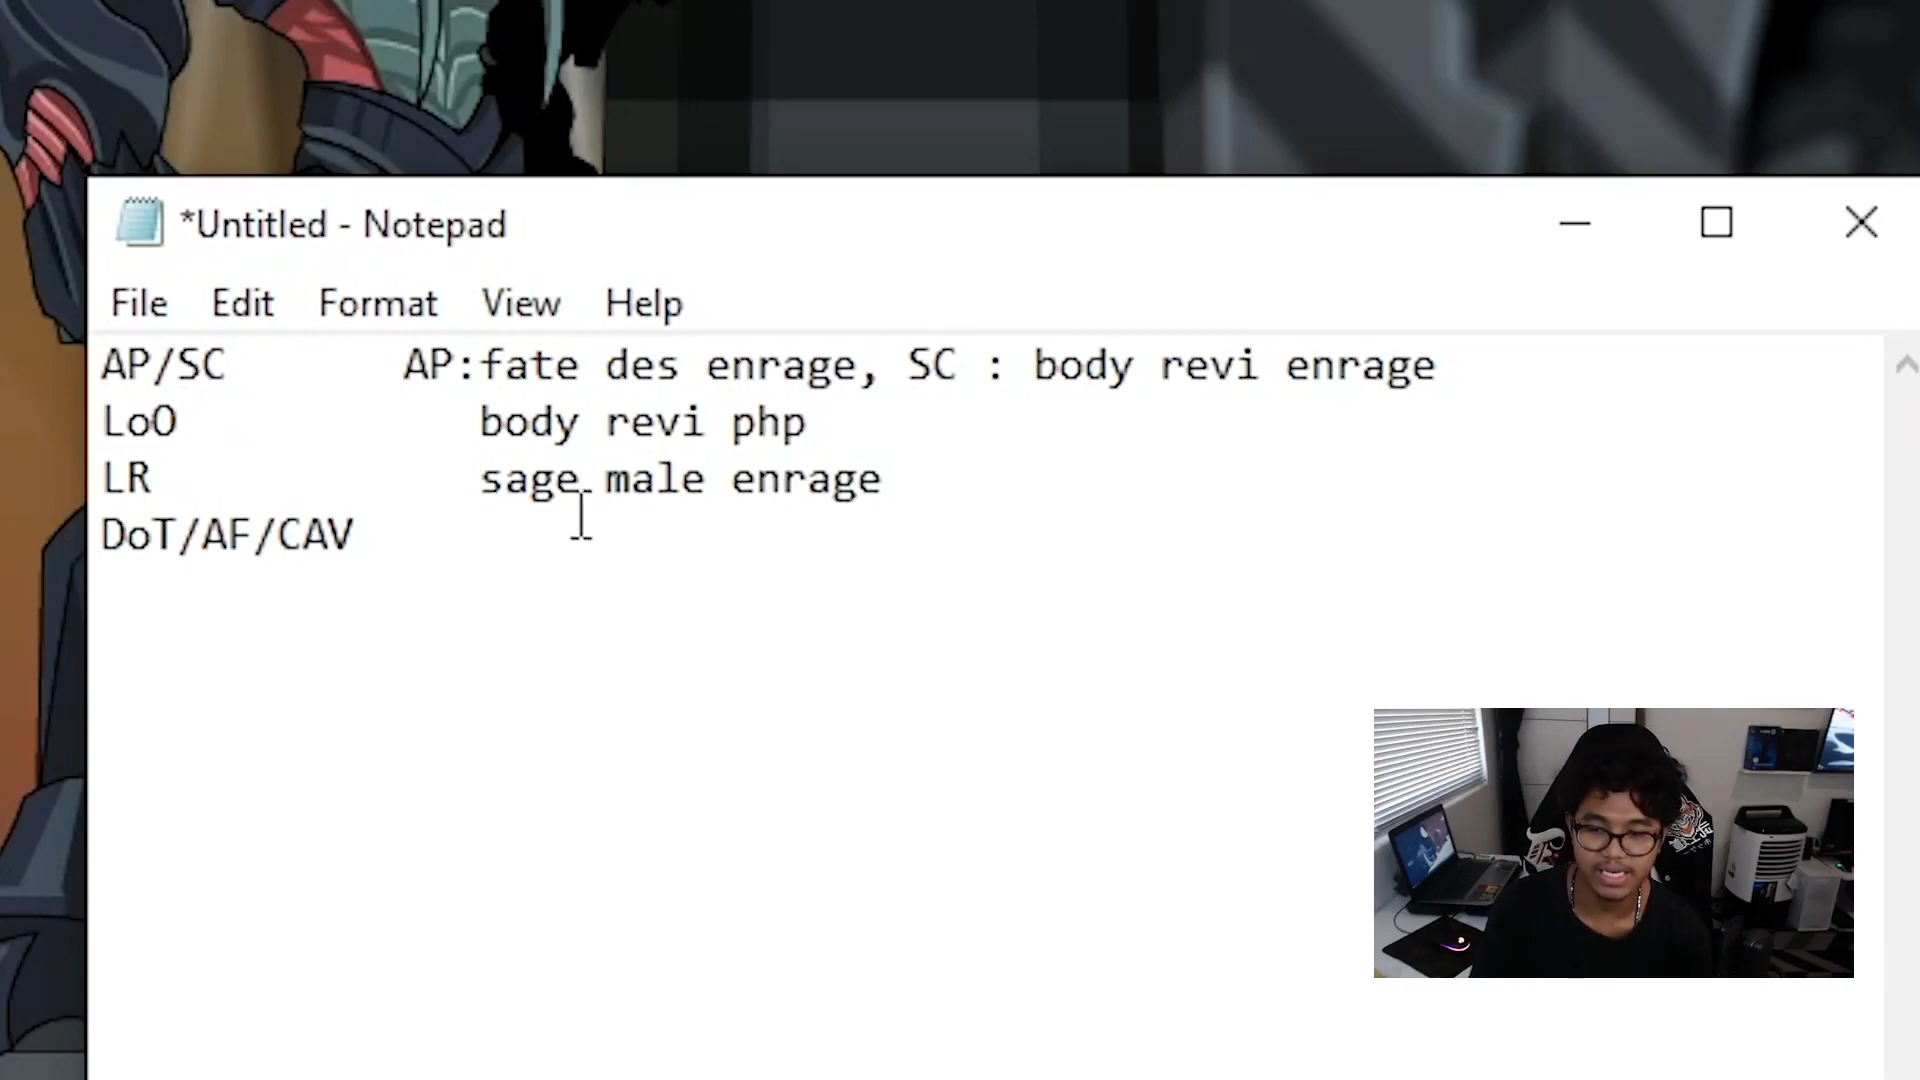 *Untitled - Notepad
File Edit Format View Help
AP/SC AP:fate des enrage, SC : body revi enrage
LoO body revi php
LR sage male enrage
DoT/AF/CAV